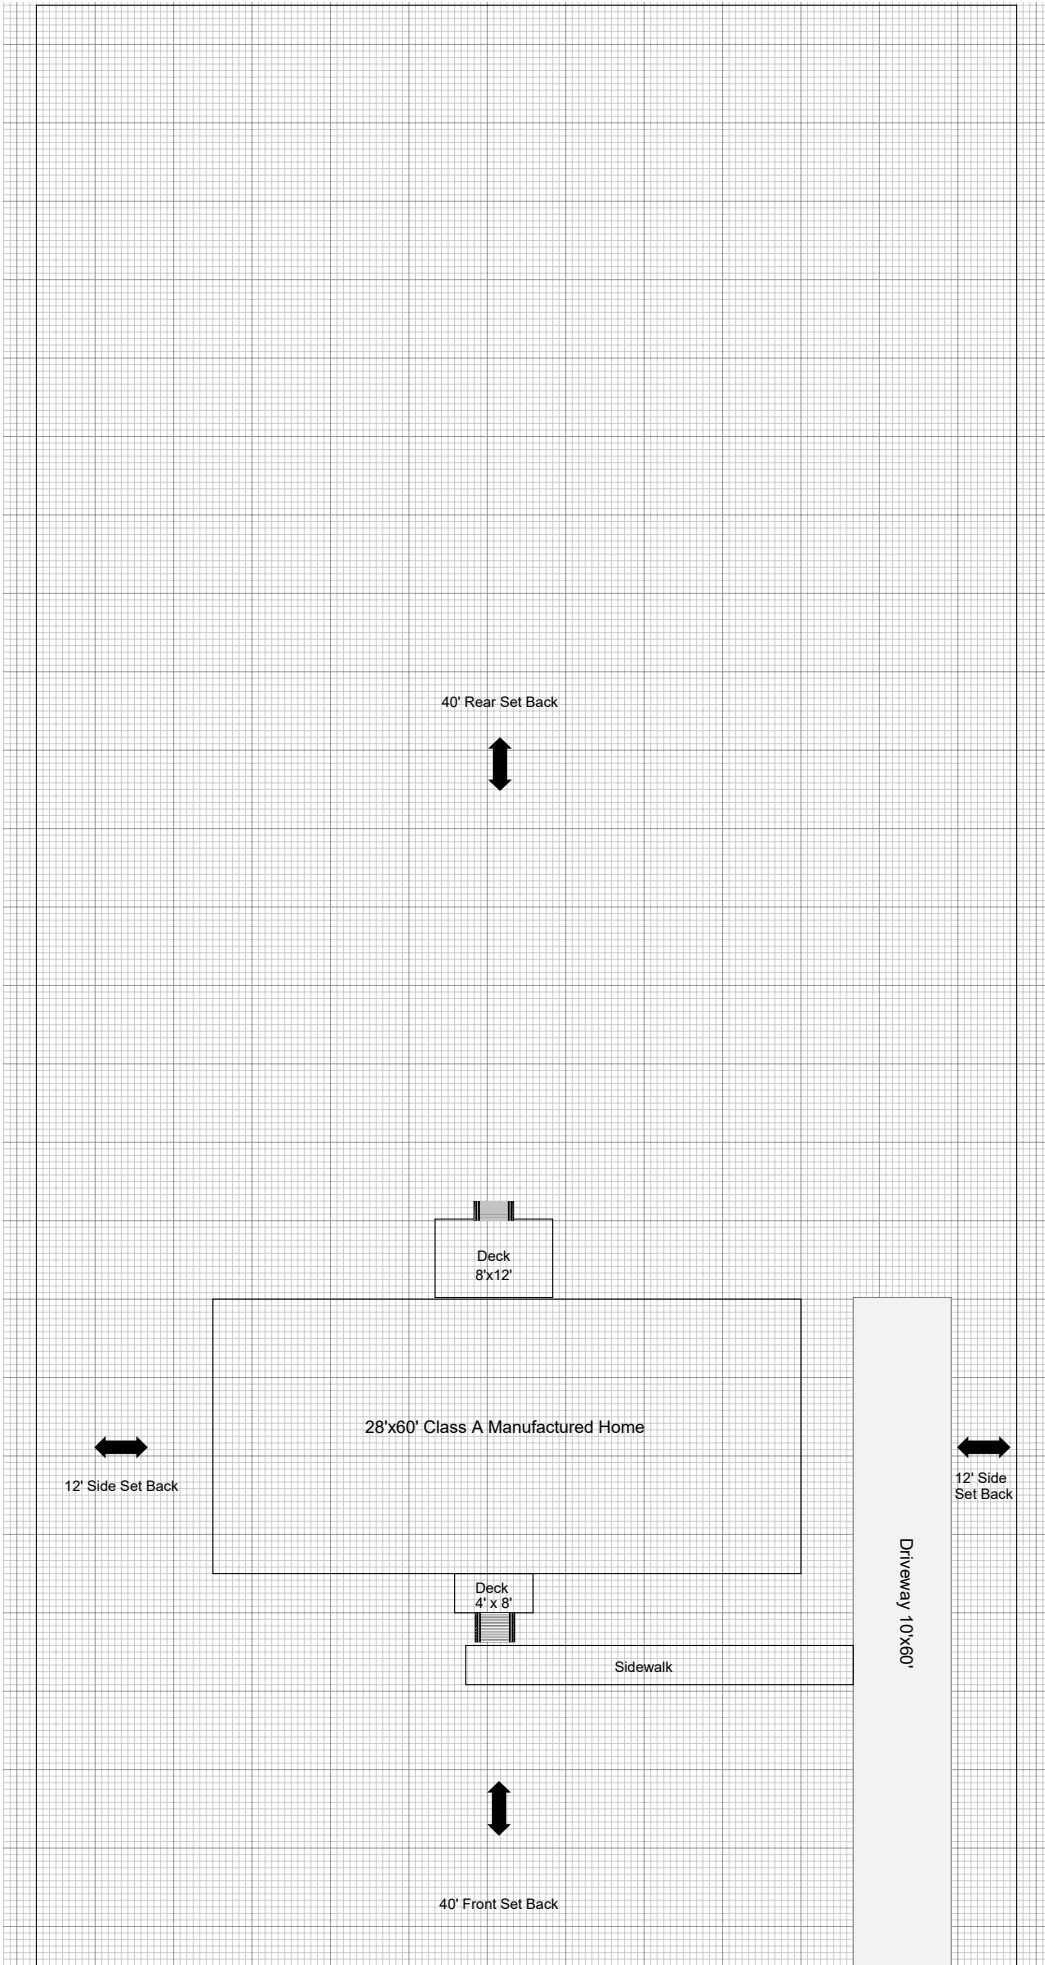 40' Rear Set Back
Deck
8'x12'
28'x60' Class A Manufactured Home
12' Side Set Back
12' Side
Set Back
Driveway 10'x60'
Deck
4' x 8'
Sidewalk
40' Front Set Back